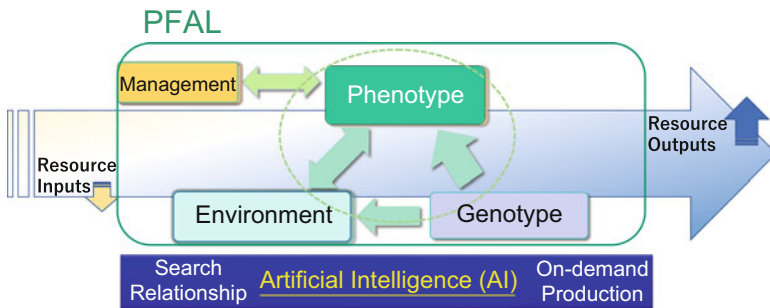 PFAL
Management
Phenotype
Resource
Inputs
Resource
Outputs
Environment
Genotype
Search
Relationship
Artificial Intelligence (AI)
On-demand
Production